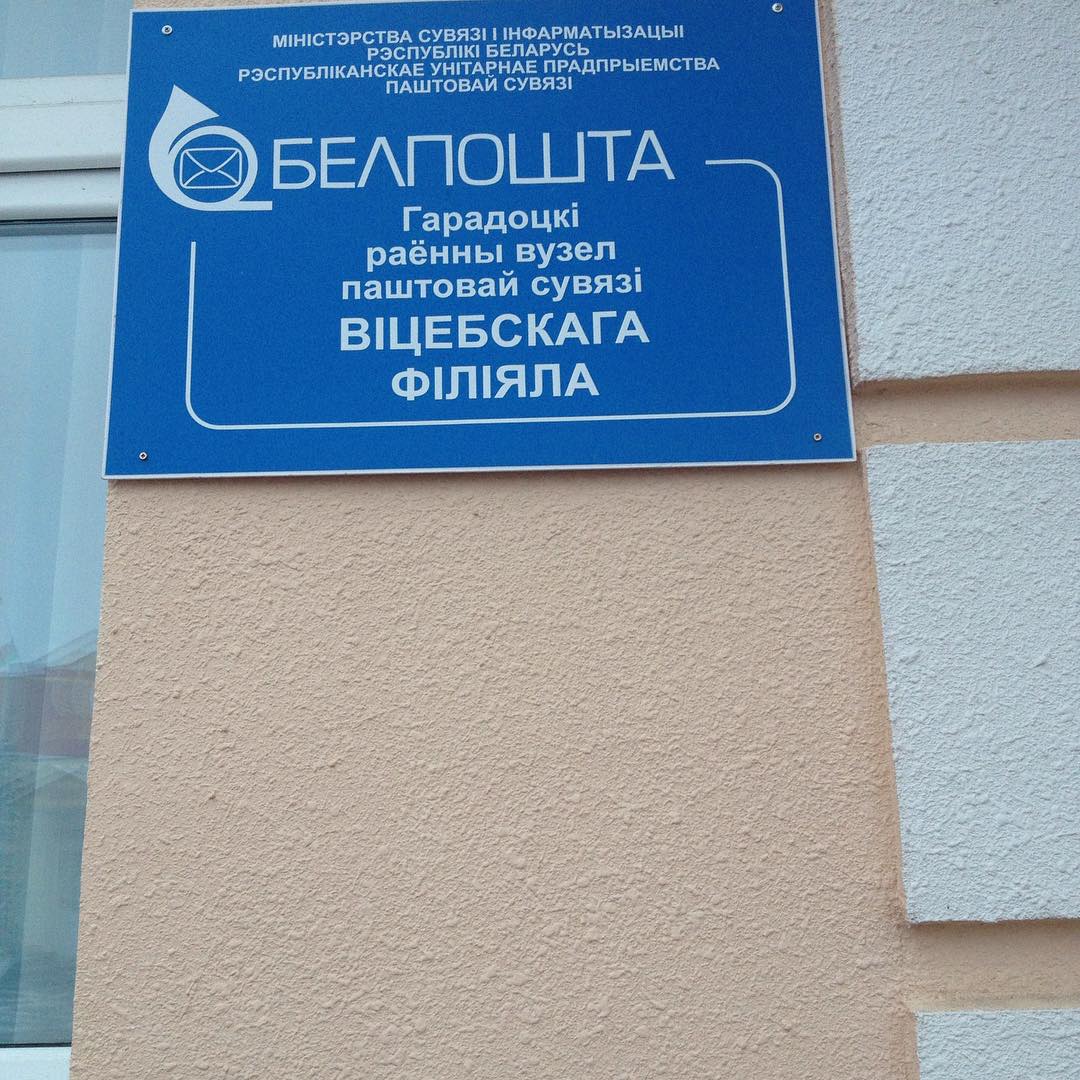 МІНІСТЭРСТВА СУВЯЗІ І ІНФАРМАТЫЗАЦЫІ
РЭСПУБЛІКІ БЕЛАРУСЬ
РЭСПУБЛІКАНСКАЕ УНІТАРНАЕ ПРАДПРЫЕМСТВА
ПАШТОВАЙ СУВЯЗІ
БЕЛПОШТА
Гарадоцкі
раённы вузел
паштовай сувязі
ВІЦЕБСКАГА
ФІЛІЯЛА